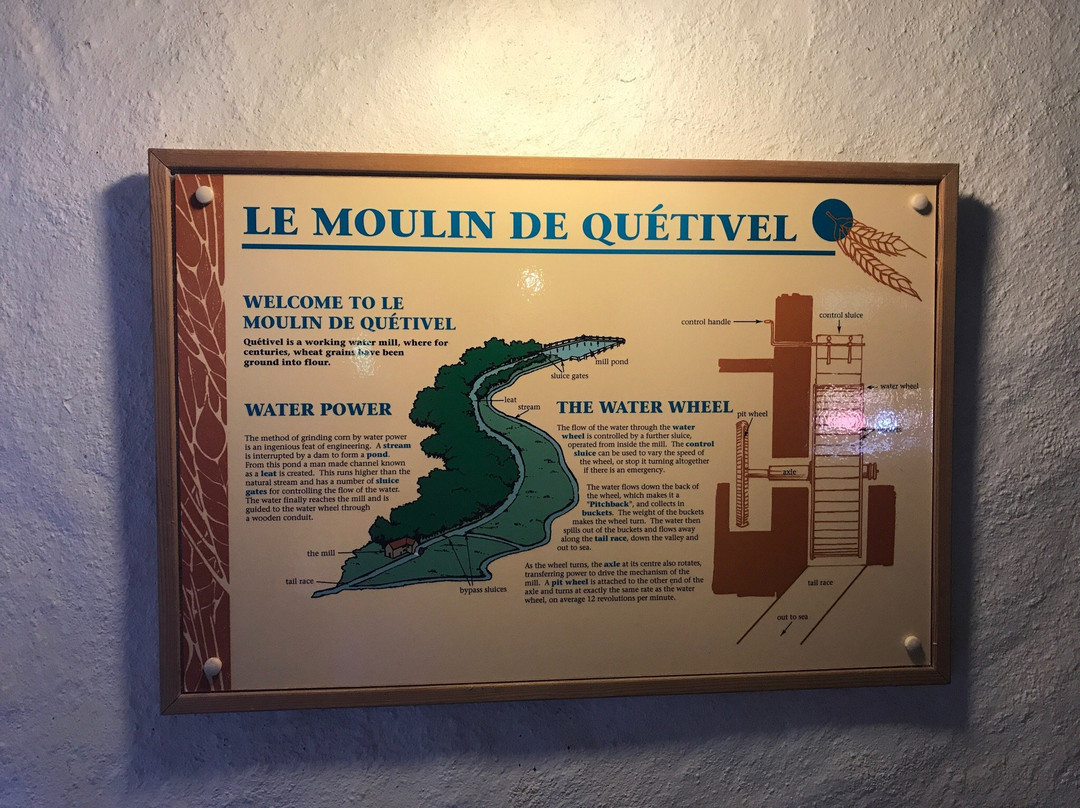 LE MOULIN DE QUÉTIVEL
WELCOME TO LE
MOULIN DE QUÉTIVEL
Quétivel is a working water mill, where for
centuries, wheat grains have been
ground into flour.
WATER POWER
The method of grinding corn by water power
is an ingenious feat of engineering. A stream
is interrupted by a dam to form a pond.
From this pond a man made channel known
as a leat is created. This runs higher than the
natural stream and has a number of sluice
gates for controlling the flow of the water.
The water finally reaches the mill and is
guided to the water wheel through
a wooden conduit.
mill pond
sluice gates
leat
stream
the mill
tail race
bypass sluices
THE WATER WHEEL
The flow of the water through the water
wheel is controlled by a further sluice,
operated from inside the mill. The control
sluice can be used to vary the speed of
the wheel, or stop it turning altogether
if there is an emergency.
The water flows down the back of
the wheel, which makes it a
"Pitchback", and collects in
buckets. The weight of the buckets
makes the wheel turn. The water then
spills out of the buckets and flows away
along the tail race, down the valley and
out to sea.
As the wheel turns, the axle at its centre also rotates,
transferring power to drive the mechanism of the
mill. A pit wheel is attached to the other end of the
axle and turns at exactly the same rate as the water
wheel, on average 12 revolutions per minute.
control handle
control sluice
water wheel
pit wheel
axle
tail race
out to sea